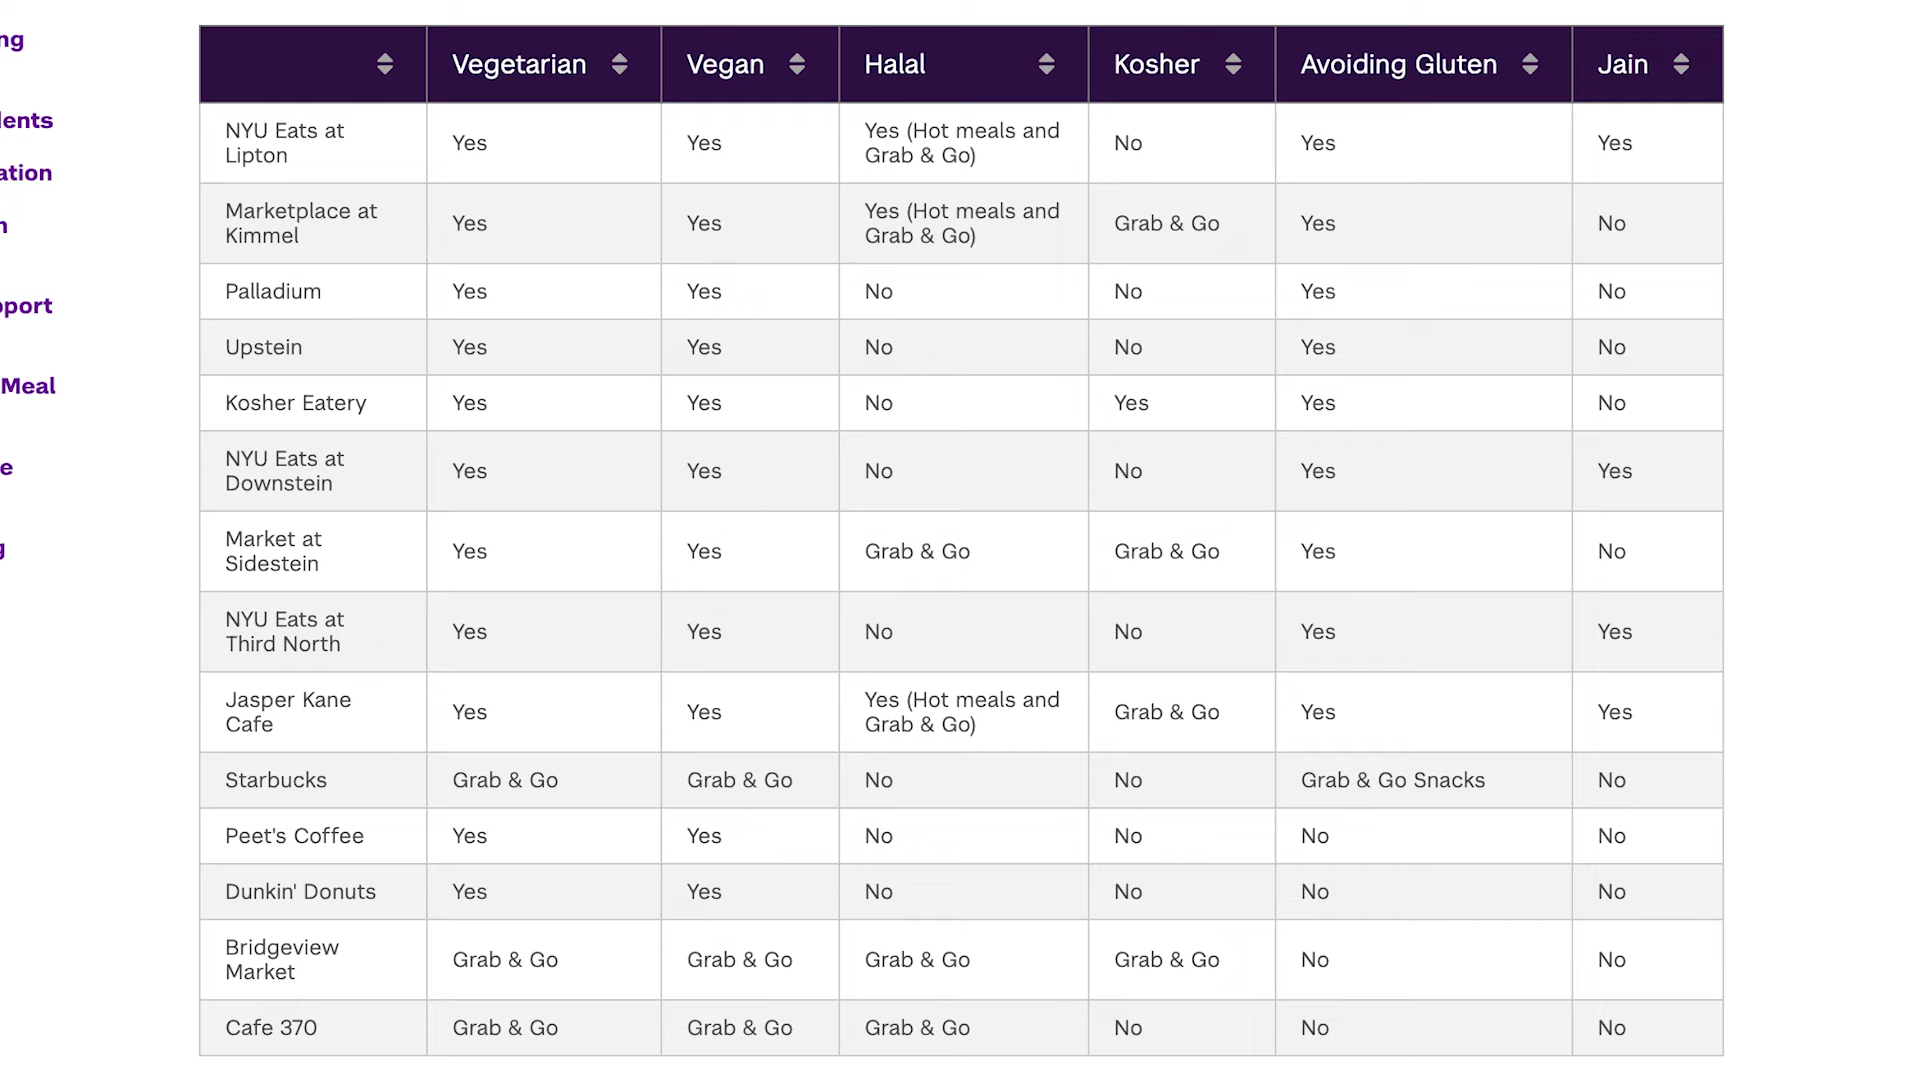 ng
lents
ation
n
pport
Meal
e
g
Vegetarian Vegan Halal Kosher Avoiding Gluten Jain
NYU Eats at
Lipton
Yes Yes Yes (Hot meals and
Grab & Go) No Yes Yes
Marketplace at
Kimmel
Yes Yes Yes (Hot meals and
Grab & Go) Grab & Go Yes No
Palladium Yes Yes No No Yes No
Upstein Yes Yes No No Yes No
Kosher Eatery Yes Yes No Yes Yes No
NYU Eats at
Downstein
Yes Yes No No Yes Yes
Market at
Sidestein
Yes Yes Grab & Go Grab & Go Yes No
NYU Eats at
Third North
Yes Yes No No Yes Yes
Jasper Kane
Cafe
Yes Yes Yes (Hot meals and
Grab & Go) Grab & Go Yes Yes
Starbucks Grab & Go Grab & Go No No Grab & Go Snacks No
Peet's Coffee Yes Yes No No No No
Dunkin' Donuts Yes Yes No No No No
Bridgeview
Market
Grab & Go Grab & Go Grab & Go Grab & Go No No
Cafe 370 Grab & Go Grab & Go Grab & Go No No No